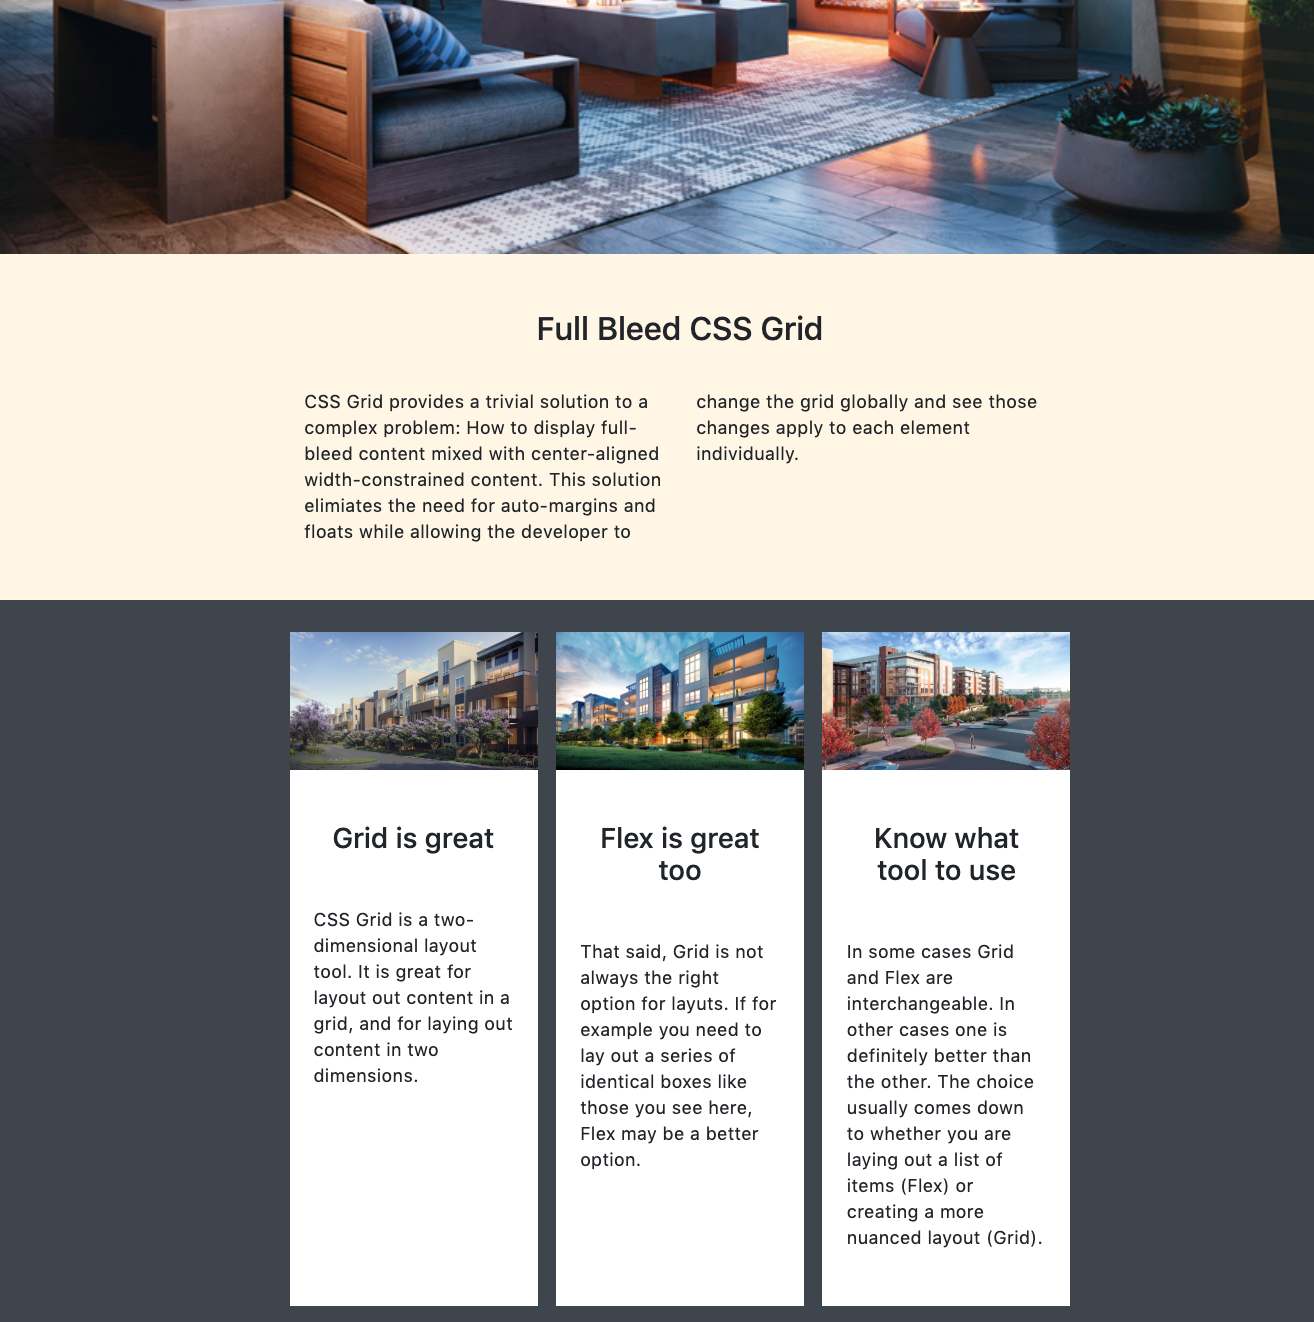 Full Bleed CSS Grid
CSS Grid provides a trivial solution to a
complex problem: How to display full-
bleed content mixed with center-aligned
width-constrained content. This solution
elimiates the need for auto-margins and
floats while allowing the developer to
change the grid globally and see those
changes apply to each element
individually.
Grid is great
CSS Grid is a two-
dimensional layout
tool. It is great for
layout out content in a
grid, and for laying out
content in two
dimensions.
Flex is great
too
That said, Grid is not
always the right
option for layuts. If for
example you need to
lay out a series of
identical boxes like
those you see here,
Flex may be a better
option.
Know what
tool to use
In some cases Grid
and Flex are
interchangeable. In
other cases one is
definitely better than
the other. The choice
usually comes down
to whether you are
laying out a list of
items (Flex) or
creating a more
nuanced layout (Grid).